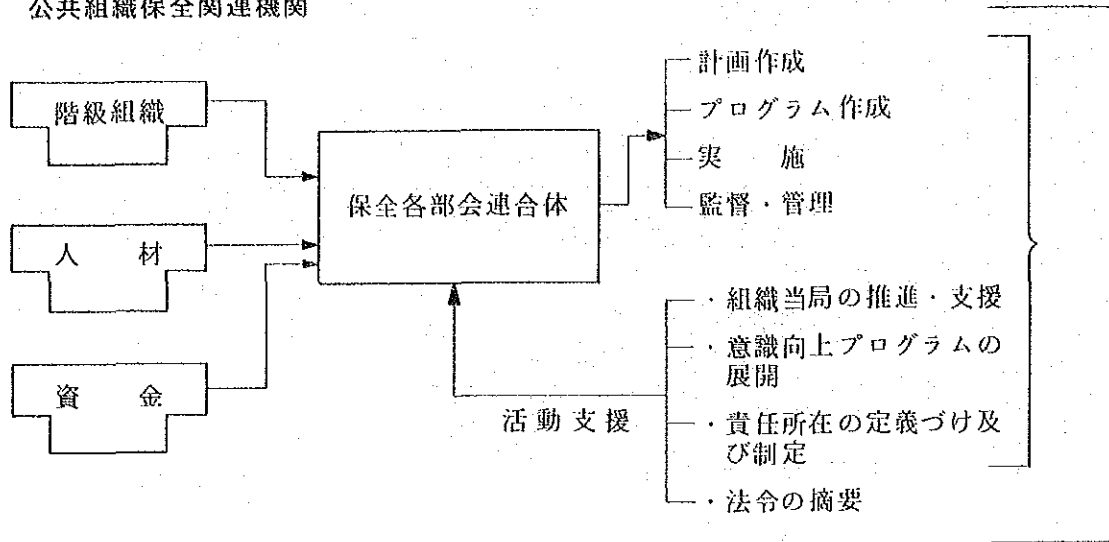 公共組織保全関連機関
階級組織
人　材
資　金
保全各部会連合体
計画作成
プログラム作成
実　施
監督・管理
活動支援
・組織当局の推進・支援
・意識向上プログラムの
展開
・責任所在の定義づけ及
び制定
・法令の摘要